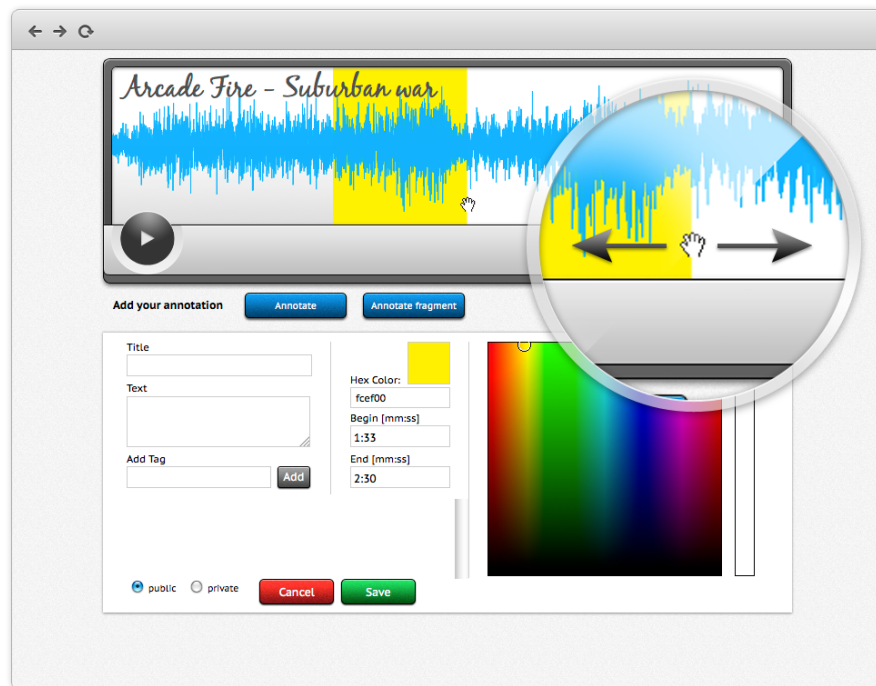 Arcade Fire - Suburban war
Add your annotation
Annotate
Annotate fragment
Title
Text
Add Tag
Add
Hex Color:
fcef00
Begin [mm:ss]
1:33
End [mm:ss]
2:30
public
private
Cancel
Save